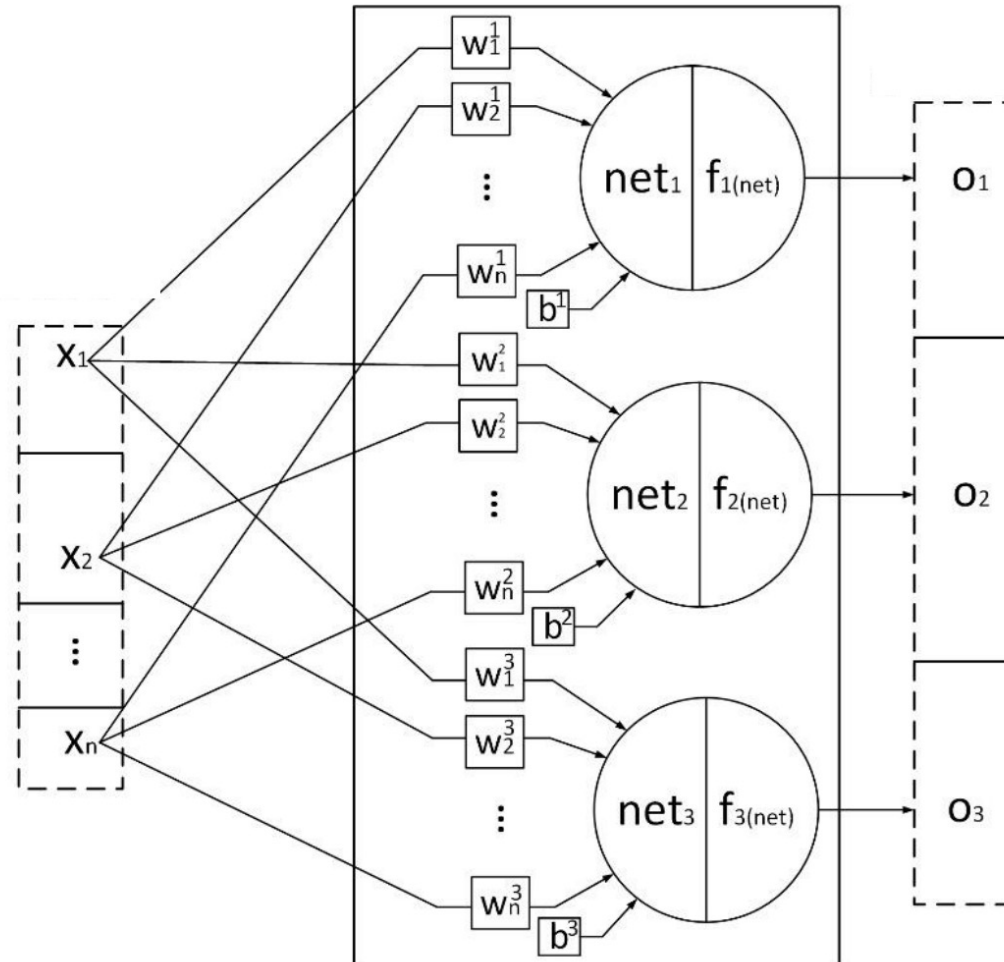 x₁
x₂
⋮
xₙ
w₁¹
w₂¹
⋮
wₙ¹
b¹
net₁ f₁(net)
w₁²
w₂²
⋮
wₙ²
b²
net₂ f₂(net)
w₁³
w₂³
⋮
wₙ³
b³
net₃ f₃(net)
o₁
o₂
o₃